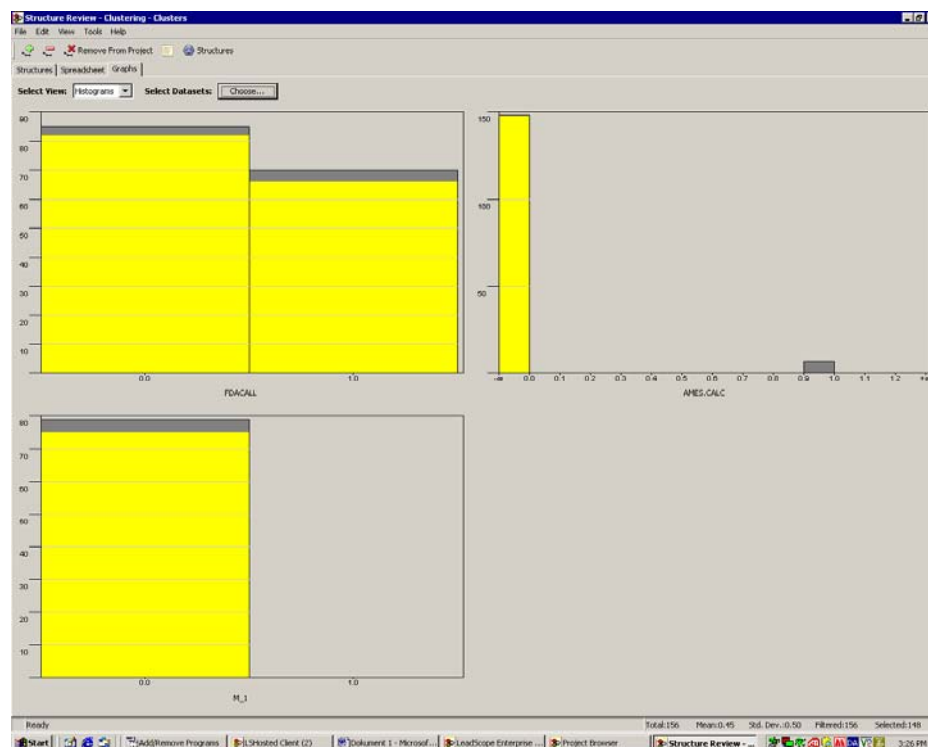 Structure Review - Clustering - Clusters
File Edit View Tools Help
Remove From Project Structures
Structures Spreadsheet Graphs
Select View: Histograms Select Datasets: Choose...
90
80
70
60
50
40
30
20
10
0.0 1.0
FDACALL
150
100
50
-∞ 0.0 0.1 0.2 0.3 0.4 0.5 0.6 0.7 0.8 0.9 1.0 1.1 1.2
AMES.CALC
80
70
60
50
40
30
20
10
0.0 1.0
M_1
Ready Total:156 Mean:0.45 Std. Dev.:0.50 Filtered:156 Selected:148
Start Add/Remove Programs LSHosted Client (2) Dokument 1 - Microsof... LeadScope Enterprise ... Project Browser Structure Review - ... 3:26 PM